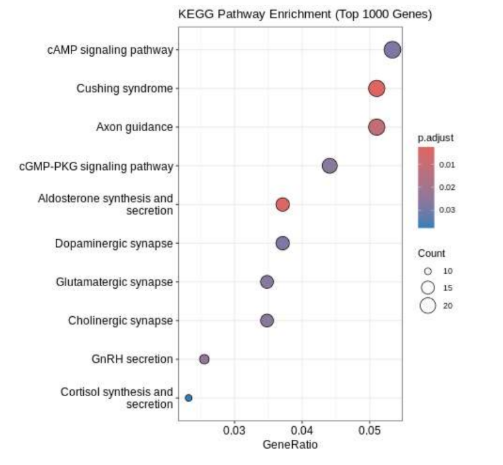 KEGG Pathway Enrichment (Top 1000 Genes)
cAMP signaling pathway
Cushing syndrome
Axon guidance
cGMP-PKG signaling pathway
Aldosterone synthesis and
secretion
Dopaminergic synapse
Glutamatergic synapse
Cholinergic synapse
GnRH secretion
Cortisol synthesis and
secretion
0.03 0.04 0.05
GeneRatio
p.adjust
0.01
0.02
0.03
Count
10
15
20